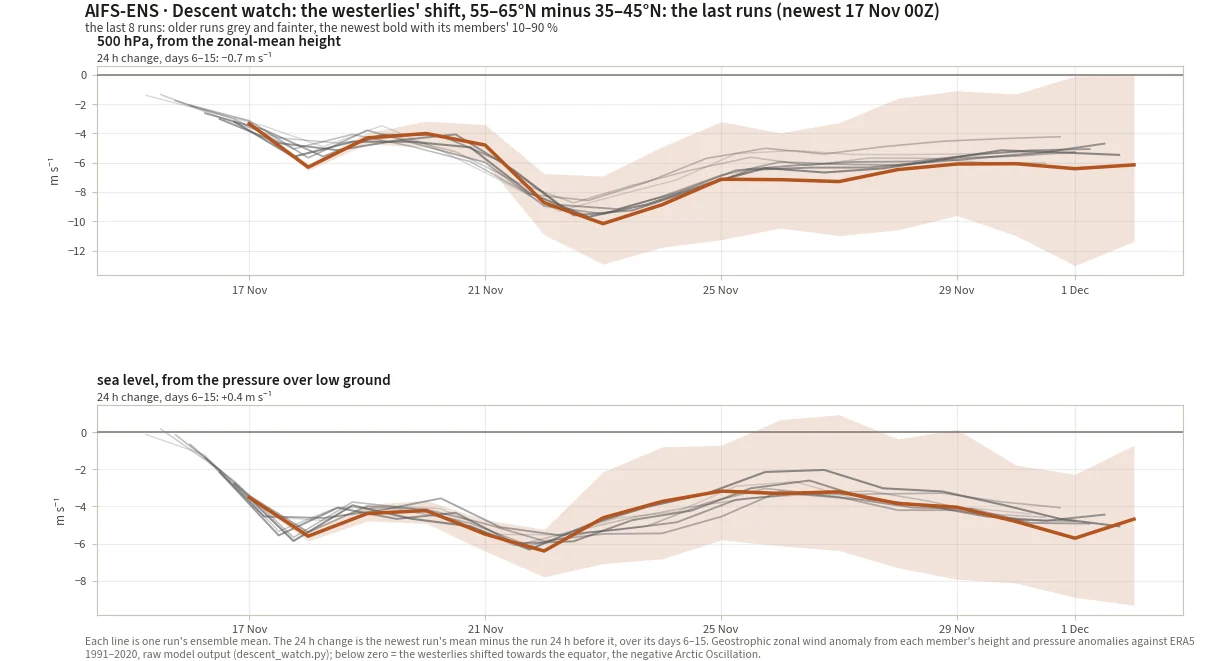 AIFS-ENS · Descent watch: the westerlies' shift, 55–65°N minus 35–45°N: the last runs (newest 17 Nov 00Z)
the last 8 runs: older runs grey and fainter, the newest bold with its members' 10–90 %
500 hPa, from the zonal-mean height
24 h change, days 6–15: −0.7 m s⁻¹
0
−2
−4
−6
−8
−10
−12
m s⁻¹
17 Nov
21 Nov
25 Nov
29 Nov
1 Dec
sea level, from the pressure over low ground
24 h change, days 6–15: +0.4 m s⁻¹
0
−2
−4
−6
−8
m s⁻¹
17 Nov
21 Nov
25 Nov
29 Nov
1 Dec
Each line is one run's ensemble mean. The 24 h change is the newest run's mean minus the run 24 h before it, over its days 6–15. Geostrophic zonal wind anomaly from each member's height and pressure anomalies against ERA5
1991–2020, raw model output (descent_watch.py); below zero = the westerlies shifted towards the equator, the negative Arctic Oscillation.